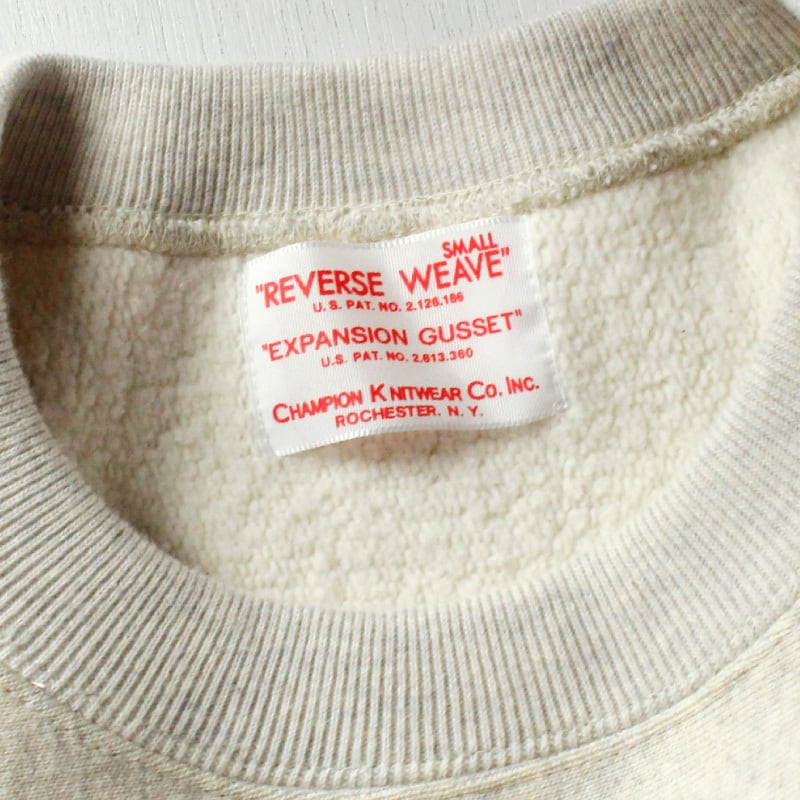 SMALL
"REVERSE WEAVE"
U.S. PAT. NO. 2.126.186
"EXPANSION GUSSET"
U.S. PAT. NO. 2.613.360
CHAMPION KNITWEAR CO. INC.
ROCHESTER. N.Y.